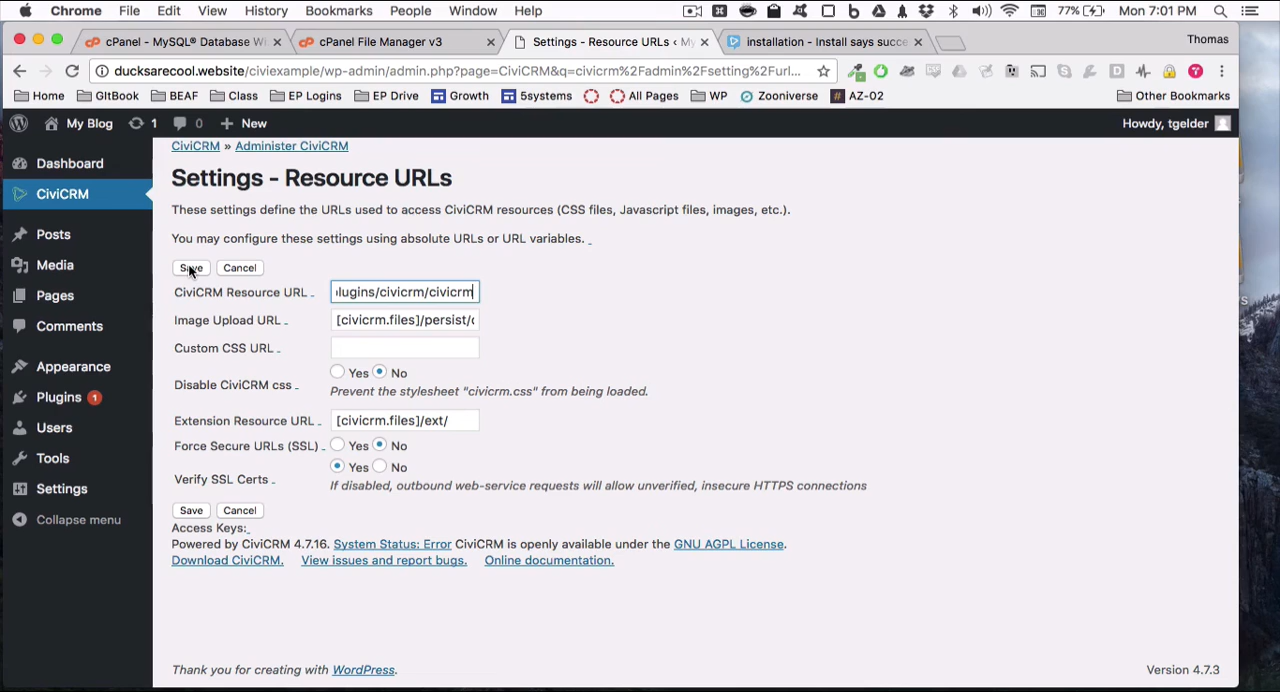 Chrome File Edit View History Bookmarks People Window Help 77% Mon 7:01 PM
cPanel - MySQL® Database Wi × cPanel File Manager v3 × Settings - Resource URLs ‹ My × installation - Install says succe × Thomas
ducksarecool.website/civiexample/wp-admin/admin.php?page=CiviCRM&q=civicrm%2Fadmin%2Fsetting%2Furl...
Home GItBook BEAF Class EP Logins EP Drive Growth 5systems All Pages WP Zooniverse # AZ-02 Other Bookmarks
My Blog 1 0 + New Howdy, tgelder
Dashboard
CiviCRM
Posts
Media
Pages
Comments
Appearance
Plugins 1
Users
Tools
Settings
Collapse menu
CiviCRM » Administer CiviCRM
Settings - Resource URLs
These settings define the URLs used to access CiviCRM resources (CSS files, Javascript files, images, etc.).
You may configure these settings using absolute URLs or URL variables.
Save Cancel
CiviCRM Resource URL lugins/civicrm/civicrm
Image Upload URL [civicrm.files]/persist/
Custom CSS URL
Disable CiviCRM css Yes No
Prevent the stylesheet "civicrm.css" from being loaded.
Extension Resource URL [civicrm.files]/ext/
Force Secure URLs (SSL) Yes No
Verify SSL Certs Yes No
If disabled, outbound web-service requests will allow unverified, insecure HTTPS connections
Save Cancel
Access Keys:
Powered by CiviCRM 4.7.16. System Status: Error CiviCRM is openly available under the GNU AGPL License.
Download CiviCRM. View issues and report bugs. Online documentation.
Thank you for creating with WordPress. Version 4.7.3